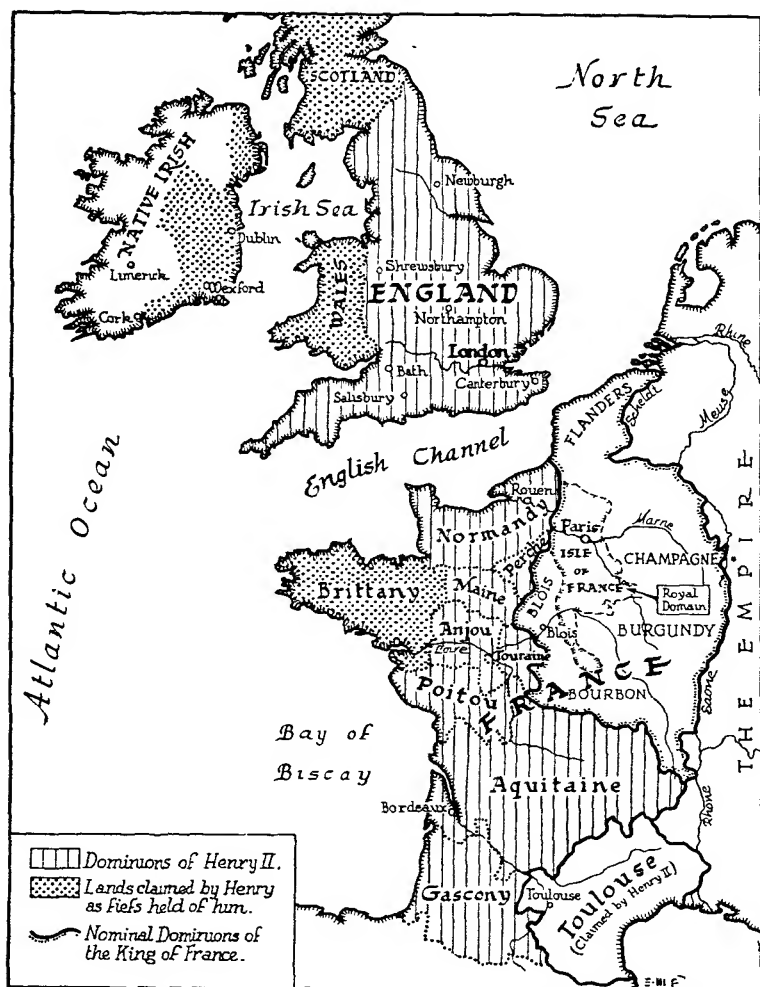 North
Sea
SCOTLAND
Newburgh
NATIVE IRISH
Irish Sea
Dublin
Limerick
Wexford
Cork
WALES
Shrewsbury
ENGLAND
Northampton
London
Bath
Canterbury
Salisbury
English Channel
Atlantic Ocean
Rhine
Meuse
FLANDERS
Scheldt
THE EMPIRE
Rouen
Normandy
Paris
Marne
Perche
ISLE
OF
FRANCE
CHAMPAGNE
Royal
Domain
Brittany
Maine
BLOIS
Blois
BURGUNDY
Anjou
Loire
Touraine
FRANCE
Poitou
BOURBON
Saone
Bay of
Biscay
Aquitaine
Bordeaux
Rhone
Gascony
Toulouse
Toulouse
(Claimed by Henry II)
Dominions of Henry II.
Lands claimed by Henry
as fiefs held of him.
Nominal Dominions of
the King of France.